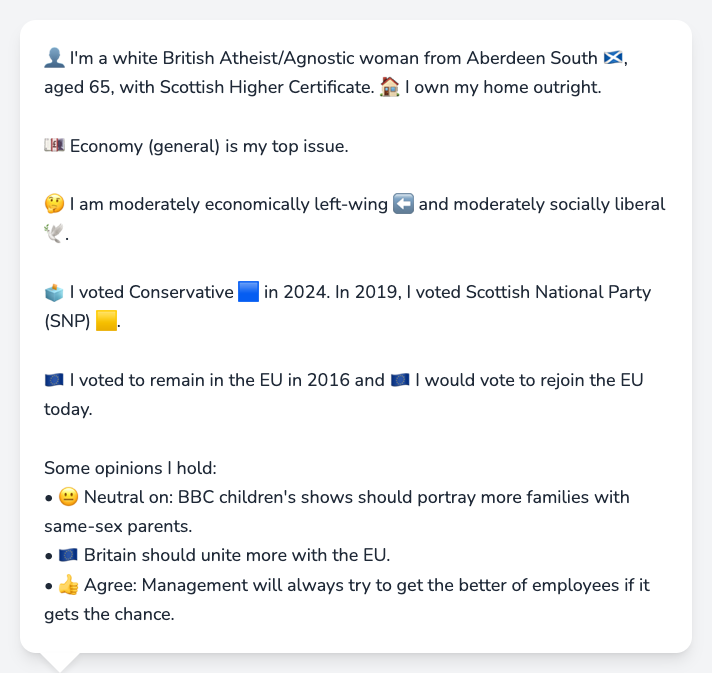 👤 I'm a white British Atheist/Agnostic woman from Aberdeen South 🏴󠁧󠁢󠁳󠁣󠁴󠁿,
aged 65, with Scottish Higher Certificate. 🏠 I own my home outright.
💷 Economy (general) is my top issue.
🤔 I am moderately economically left-wing ⬅️ and moderately socially liberal
🕊️.
🗳️ I voted Conservative 🟦 in 2024. In 2019, I voted Scottish National Party
(SNP) 🟨.
🇪🇺 I voted to remain in the EU in 2016 and 🇪🇺 I would vote to rejoin the EU
today.
Some opinions I hold:
• 😐 Neutral on: BBC children's shows should portray more families with
same-sex parents.
• 🇪🇺 Britain should unite more with the EU.
• 👍 Agree: Management will always try to get the better of employees if it
gets the chance.